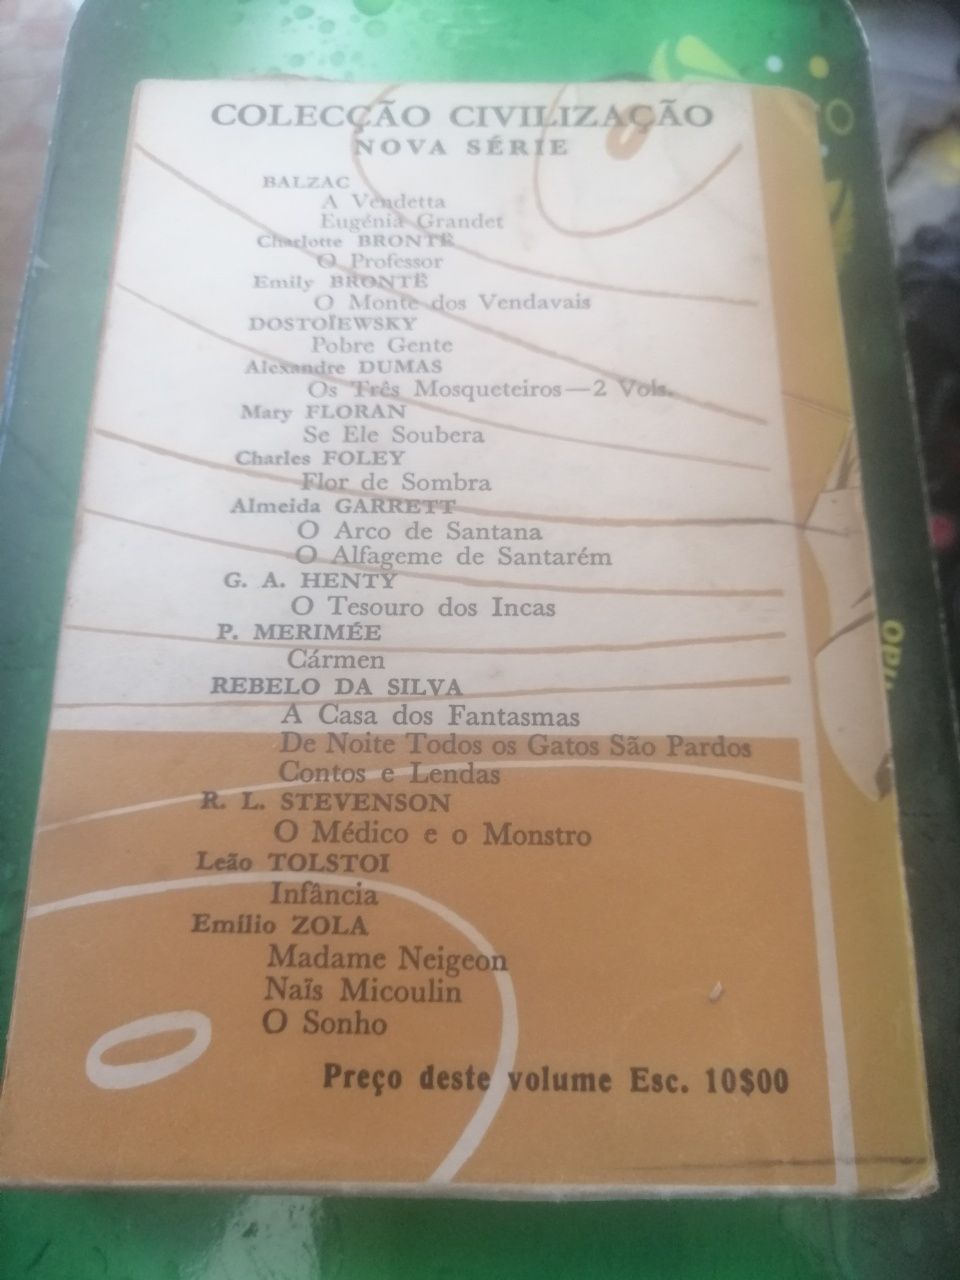 COLECÇÃO CIVILIZAÇÃO
NOVA SÉRIE
BALZAC
A Vendetta
Eugénia Grandet
Charlotte BRONTË
O Professor
Emily BRONTË
O Monte dos Vendavais
DOSTOÏEWSKY
Pobre Gente
Alexandre DUMAS
Os Três Mosqueteiros—2 Vols.
Mary FLORAN
Se Ele Soubera
Charles FOLEY
Flor de Sombra
Almeida GARRETT
O Arco de Santana
O Alfageme de Santarém
G. A. HENTY
O Tesouro dos Incas
P. MERIMÉE
Cármen
REBELO DA SILVA
A Casa dos Fantasmas
De Noite Todos os Gatos São Pardos
Contos e Lendas
R. L. STEVENSON
O Médico e o Monstro
Leão TOLSTOI
Infância
Emílio ZOLA
Madame Neigeon
Naïs Micoulin
O Sonho
Preço deste volume Esc. 10$00